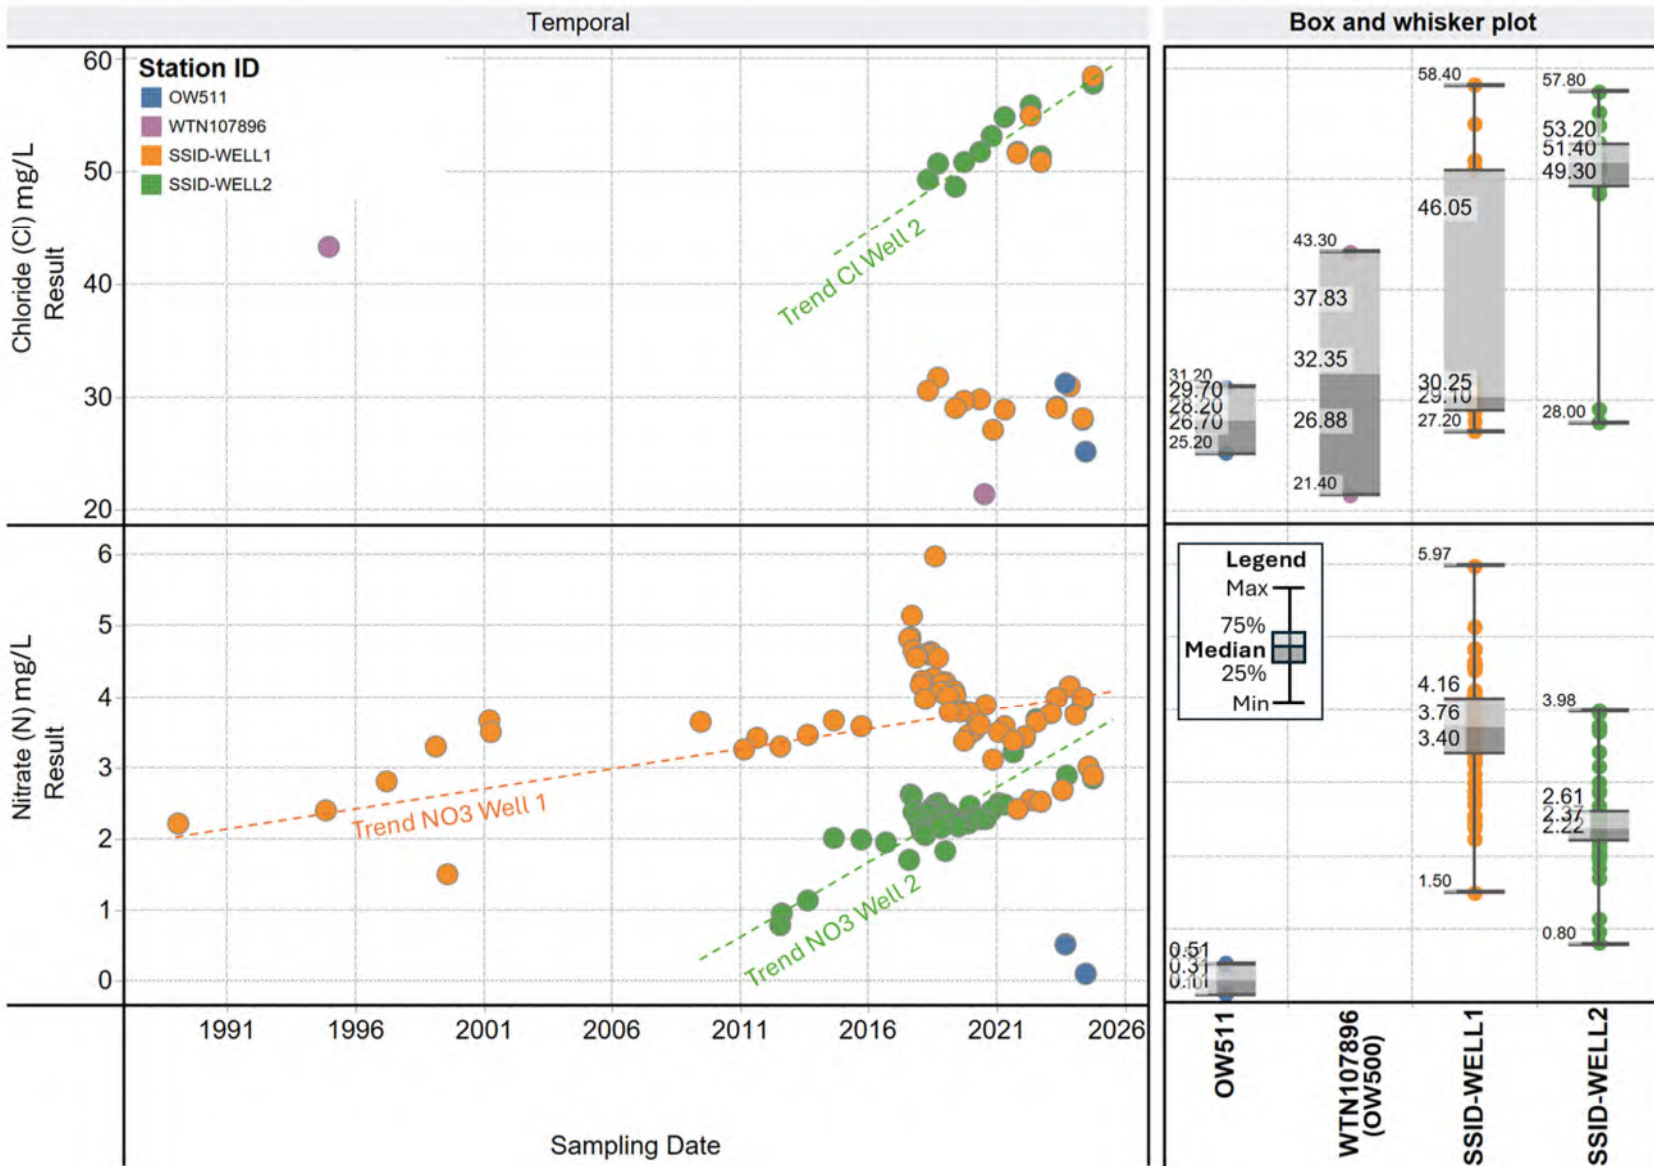 Temporal
Box and whisker plot
Station ID
OW511
WTN107896
SSID-WELL1
SSID-WELL2
Chloride (Cl) mg/L
Result
60
50
40
30
20
Trend Cl Well 2
31.20
29.70
28.20
26.70
25.20
43.30
37.83
32.35
26.88
21.40
58.40
46.05
30.25
29.10
27.20
57.80
53.20
51.40
49.30
28.00
Nitrate (N) mg/L
Result
6
5
4
3
2
1
0
Trend NO3 Well 1
Trend NO3 Well 2
Legend
Max
75%
Median
25%
Min
0.51
0.31
5.97
4.16
3.76
3.40
1.50
3.98
2.61
2.37
2.22
0.80
1991
1996
2001
2006
2011
2016
2021
2026
Sampling Date
OW511
WTN107896
(OW500)
SSID-WELL1
SSID-WELL2